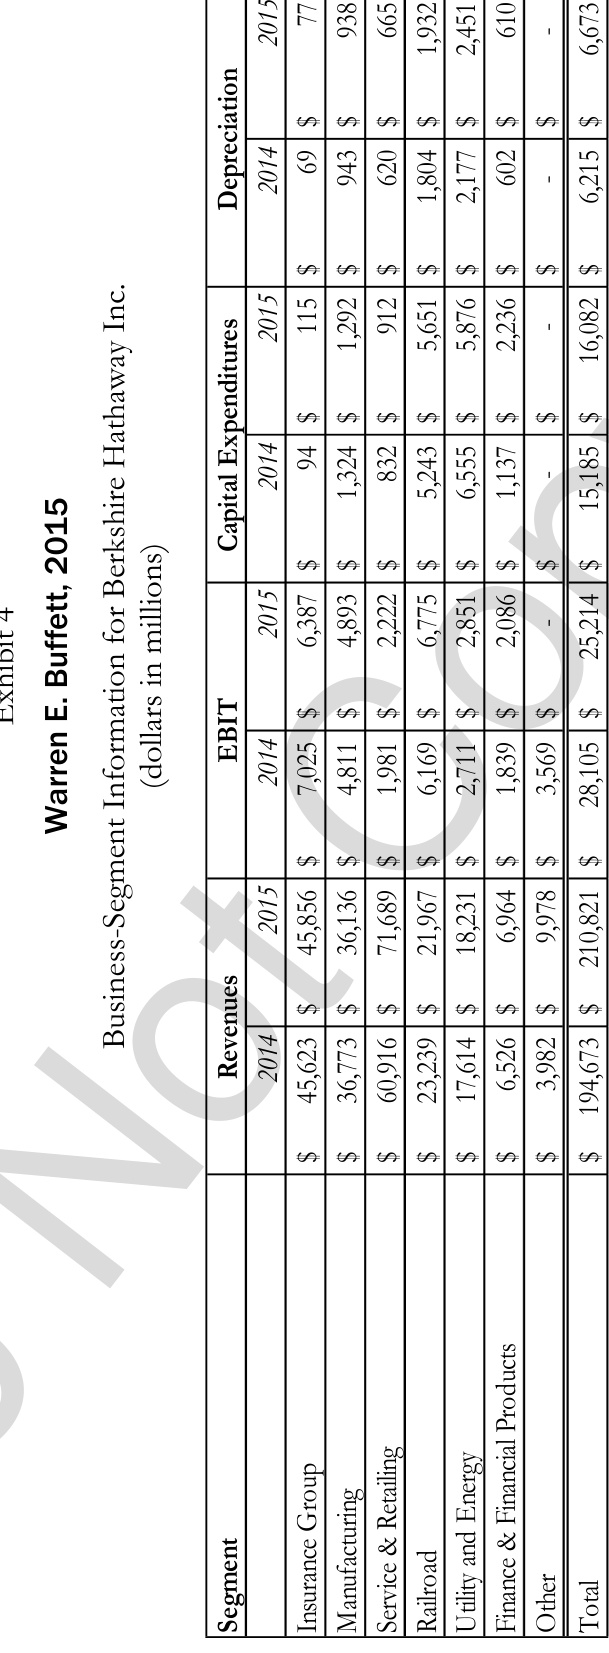 Exhibit 4
Warren E. Buffett, 2015
Business-Segment Information for Berkshire Hathaway Inc.
(dollars in millions)
Segment Revenues EBIT Capital Expenditures Depreciation
2014 2015 2014 2015 2014 2015 2014 2015
Insurance Group $ 45,623 $ 45,856 $ 7,025 $ 6,387 $ 94 $ 115 $ 69 $ 77
Manufacturing $ 36,773 $ 36,136 $ 4,811 $ 4,893 $ 1,324 $ 1,292 $ 943 $ 938
Service & Retailing $ 60,916 $ 71,689 $ 1,981 $ 2,222 $ 832 $ 912 $ 620 $ 665
Railroad $ 23,239 $ 21,967 $ 6,169 $ 6,775 $ 5,243 $ 5,651 $ 1,804 $ 1,932
Utility and Energy $ 17,614 $ 18,231 $ 2,711 $ 2,851 $ 6,555 $ 5,876 $ 2,177 $ 2,451
Finance & Financial Products $ 6,526 $ 6,964 $ 1,839 $ 2,086 $ 1,137 $ 2,236 $ 602 $ 610
Other $ 3,982 $ 9,978 $ 3,569 $ - $ - $ - $ - $ -
Total $ 194,673 $ 210,821 $ 28,105 $ 25,214 $ 15,185 $ 16,082 $ 6,215 $ 6,673
Not